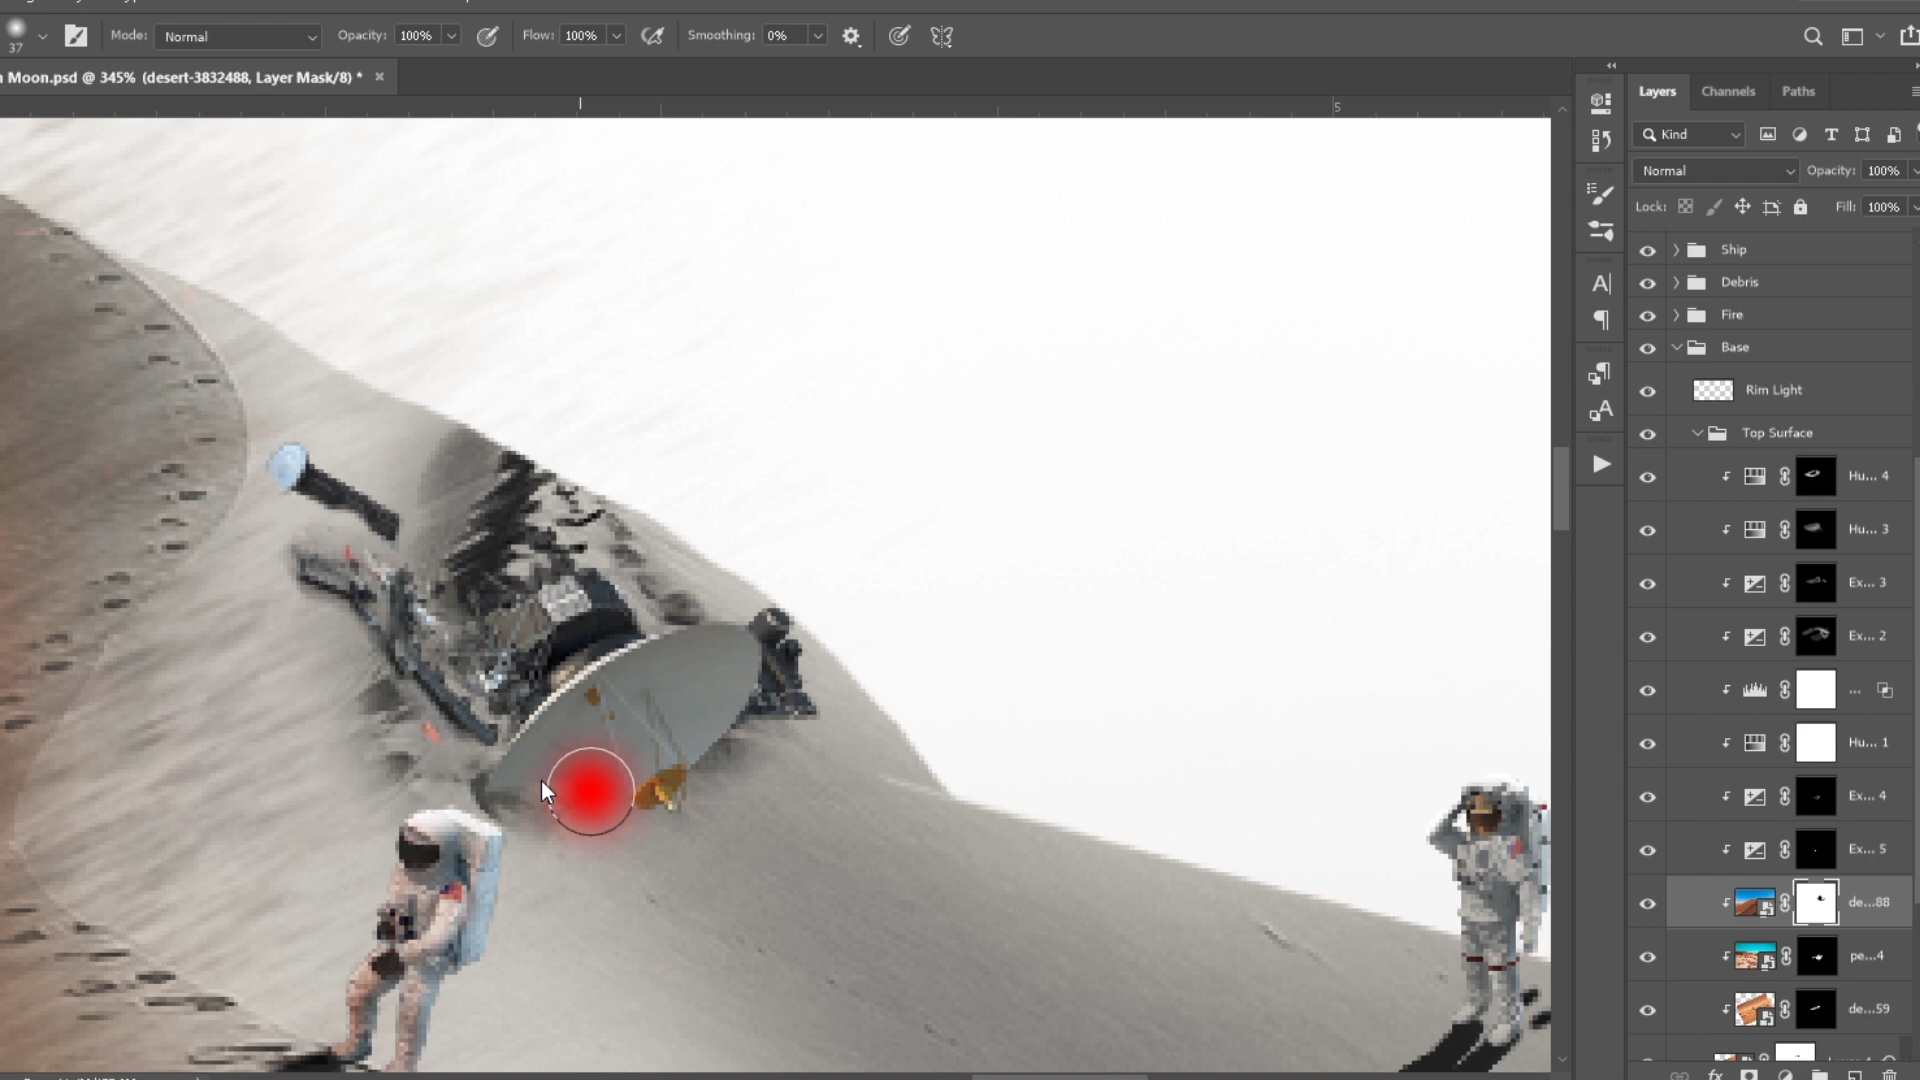 37
Mode: Normal
Opacity: 100%
Flow: 100%
Smoothing: 0%
Moon.psd @ 345% (desert-3832488, Layer Mask/8) *
5
Layers Channels Paths
Kind
Normal Opacity: 100%
Lock: Fill: 100%
Ship
Debris
Fire
Base
Rim Light
Top Surface
Hu... 4
Hu... 3
Ex... 3
Ex... 2
...
Hu... 1
Ex... 4
Ex... 5
de...88
pe...4
de...59
fx